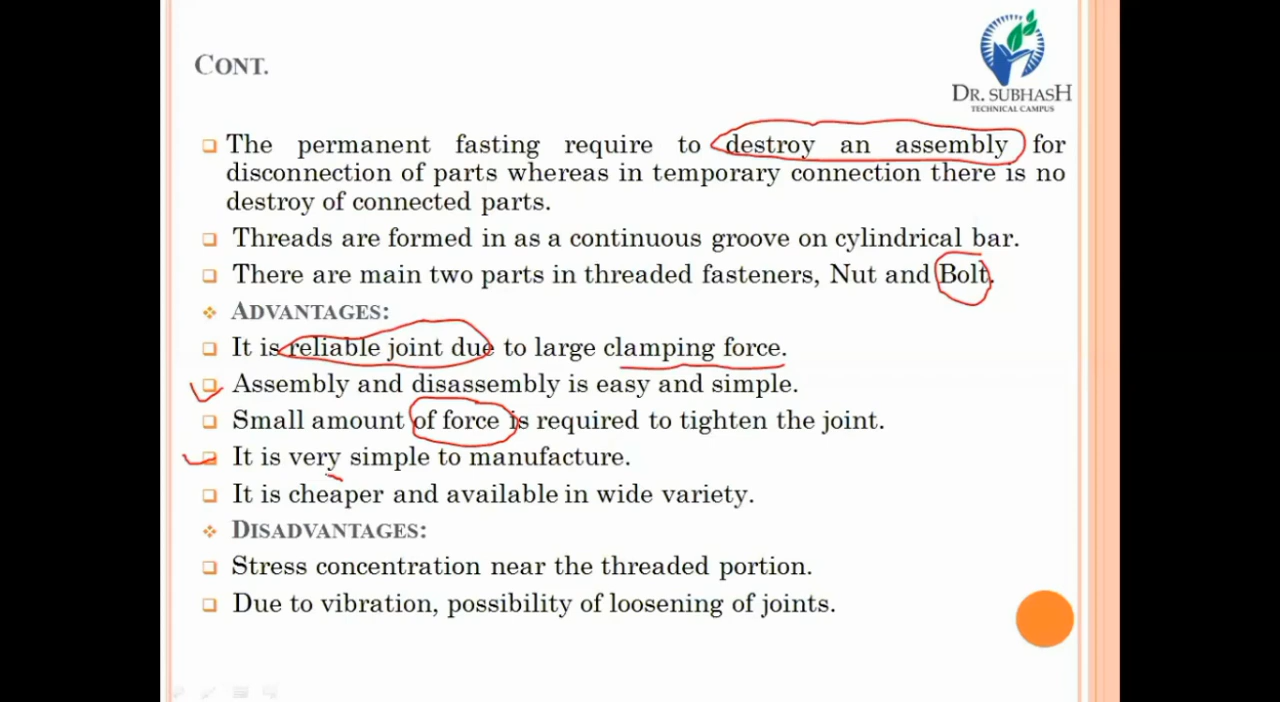 CONT.
DR. SUBHASH
TECHNICAL CAMPUS
The permanent fasting require to destroy an assembly for
disconnection of parts whereas in temporary connection there is no
destroy of connected parts.
Threads are formed in as a continuous groove on cylindrical bar.
There are main two parts in threaded fasteners, Nut and Bolt.
ADVANTAGES:
It is reliable joint due to large clamping force.
Assembly and disassembly is easy and simple.
Small amount of force is required to tighten the joint.
It is very simple to manufacture.
It is cheaper and available in wide variety.
DISADVANTAGES:
Stress concentration near the threaded portion.
Due to vibration, possibility of loosening of joints.